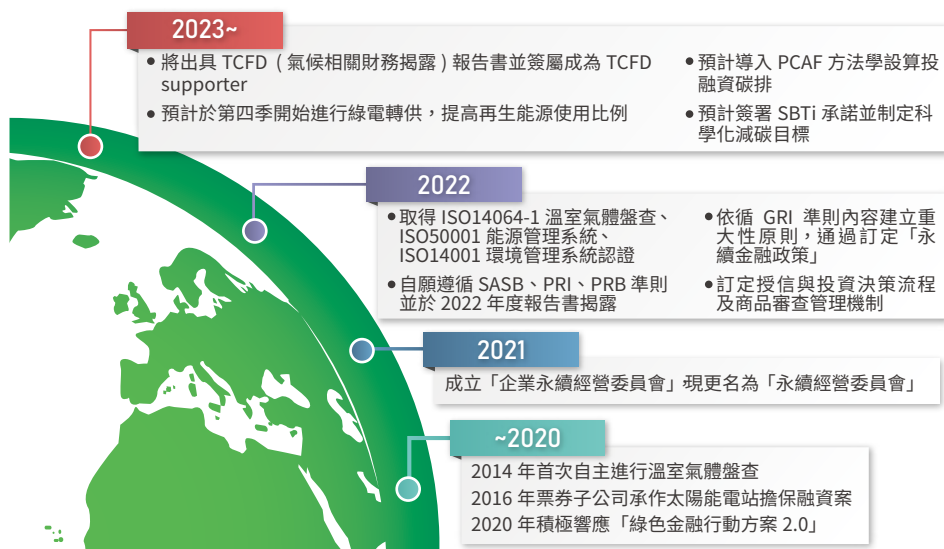 2023~
• 將出具 TCFD ( 氣候相關財務揭露 ) 報告書並簽屬成為 TCFD
supporter
• 預計於第四季開始進行綠電轉供，提高再生能源使用比例
• 預計導入 PCAF 方法學設算投
融資碳排
• 預計簽署 SBTi 承諾並制定科
學化減碳目標
2022
• 取得 ISO14064-1 溫室氣體盤查、
ISO50001 能源管理系統、
ISO14001 環境管理系統認證
• 自願遵循 SASB、PRI、PRB 準則
並於 2022 年度報告書揭露
• 依循 GRI 準則內容建立重
大性原則，通過訂定「永
續金融政策」
• 訂定授信與投資決策流程
及商品審查管理機制
2021
成立「企業永續經營委員會」現更名為「永續經營委員會」
~2020
2014 年首次自主進行溫室氣體盤查
2016 年票券子公司承作太陽能電站擔保融資案
2020 年積極響應「綠色金融行動方案 2.0」